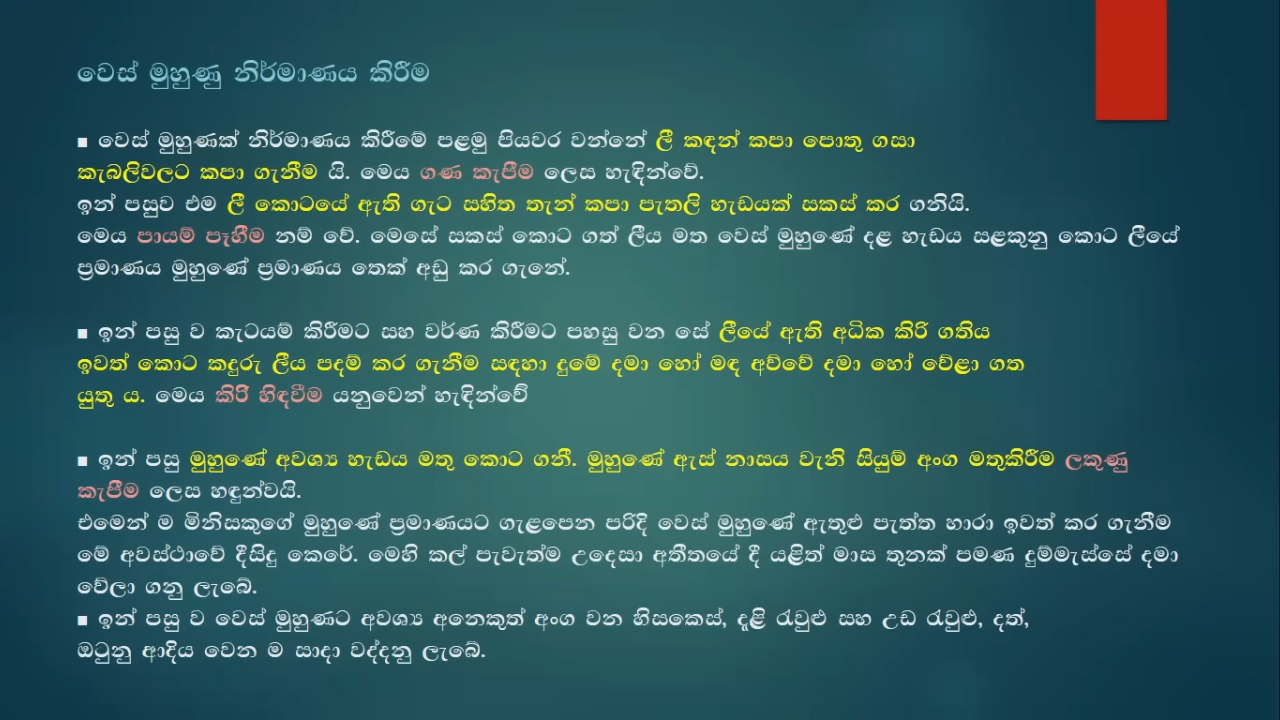 වෙස් මුහුණු නිර්මාණය කිරීම
■ වෙස් මුහුණක් නිර්මාණය කිරීමේ පළමු පියවර වන්නේ ලී කඳන් කපා පොතු ගසා
කැබලිවලට කපා ගැනීම යි. මෙය ගණ කැපීම ලෙස හැඳින්වේ.
ඉන් පසුව එම ලී කොටයේ ඇති ගැට සහිත තැන් කපා පැතලි හැඩයක් සකස් කර ගනියි.
මෙය පායම් පෑහීම නම් වේ. මෙසේ සකස් කොට ගත් ලීය මත වෙස් මුහුණේ දළ හැඩය සළකුනු කොට ලීයේ
ප්‍රමාණය මුහුණේ ප්‍රමාණය තෙක් අඩු කර ගැනේ.
■ ඉන් පසු ව කැටයම් කිරීමට සහ වර්ණ කිරීමට පහසු වන සේ ලීයේ ඇති අධික කිරි ගතිය
ඉවත් කොට කදුරු ලීය පදම් කර ගැනීම සඳහා දුමේ දමා හෝ මඳ අව්වේ දමා හෝ වේළා ගත
යුතු ය. මෙය කිරි හිඳවීම යනුවෙන් හැඳින්වේ
■ ඉන් පසු මුහුණේ අවශ්‍ය හැඩය මතු කොට ගනී. මුහුණේ ඇස් නාසය වැනි සියුම් අංග මතුකිරීම ලකුණු
කැපීම ලෙස හඳුන්වයි.
එමෙන් ම මිනිසකුගේ මුහුණේ ප්‍රමාණයට ගැළපෙන පරිදි වෙස් මුහුණේ ඇතුළු පැත්ත හාරා ඉවත් කර ගැනීම
මේ අවස්ථාවේ දීසිදු කෙරේ. මෙහි කල් පැවැත්ම උදෙසා අතීතයේ දී යළිත් මාස තුනක් පමණ දුම්මැස්සේ දමා
වේලා ගනු ලැබේ.
■ ඉන් පසු ව වෙස් මුහුණට අවශ්‍ය අනෙකුත් අංග වන හිසකෙස්, දැළි රැවුළු සහ උඩ රැවුළු, දත්,
ඔටුනු ආදිය වෙන ම සාදා වද්දනු ලැබේ.